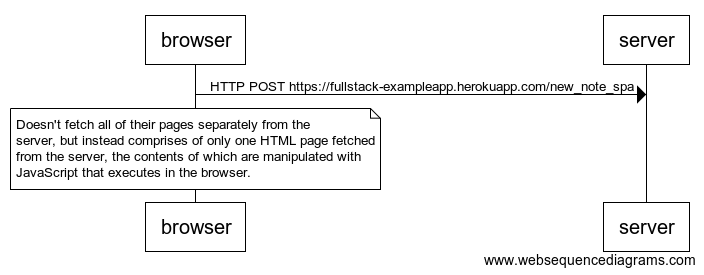 browser
server
HTTP POST https://fullstack-exampleapp.herokuapp.com/new_note_spa
Doesn't fetch all of their pages separately from the
server, but instead comprises of only one HTML page fetched
from the server, the contents of which are manipulated with
JavaScript that executes in the browser.
browser
server
www.websequencediagrams.com